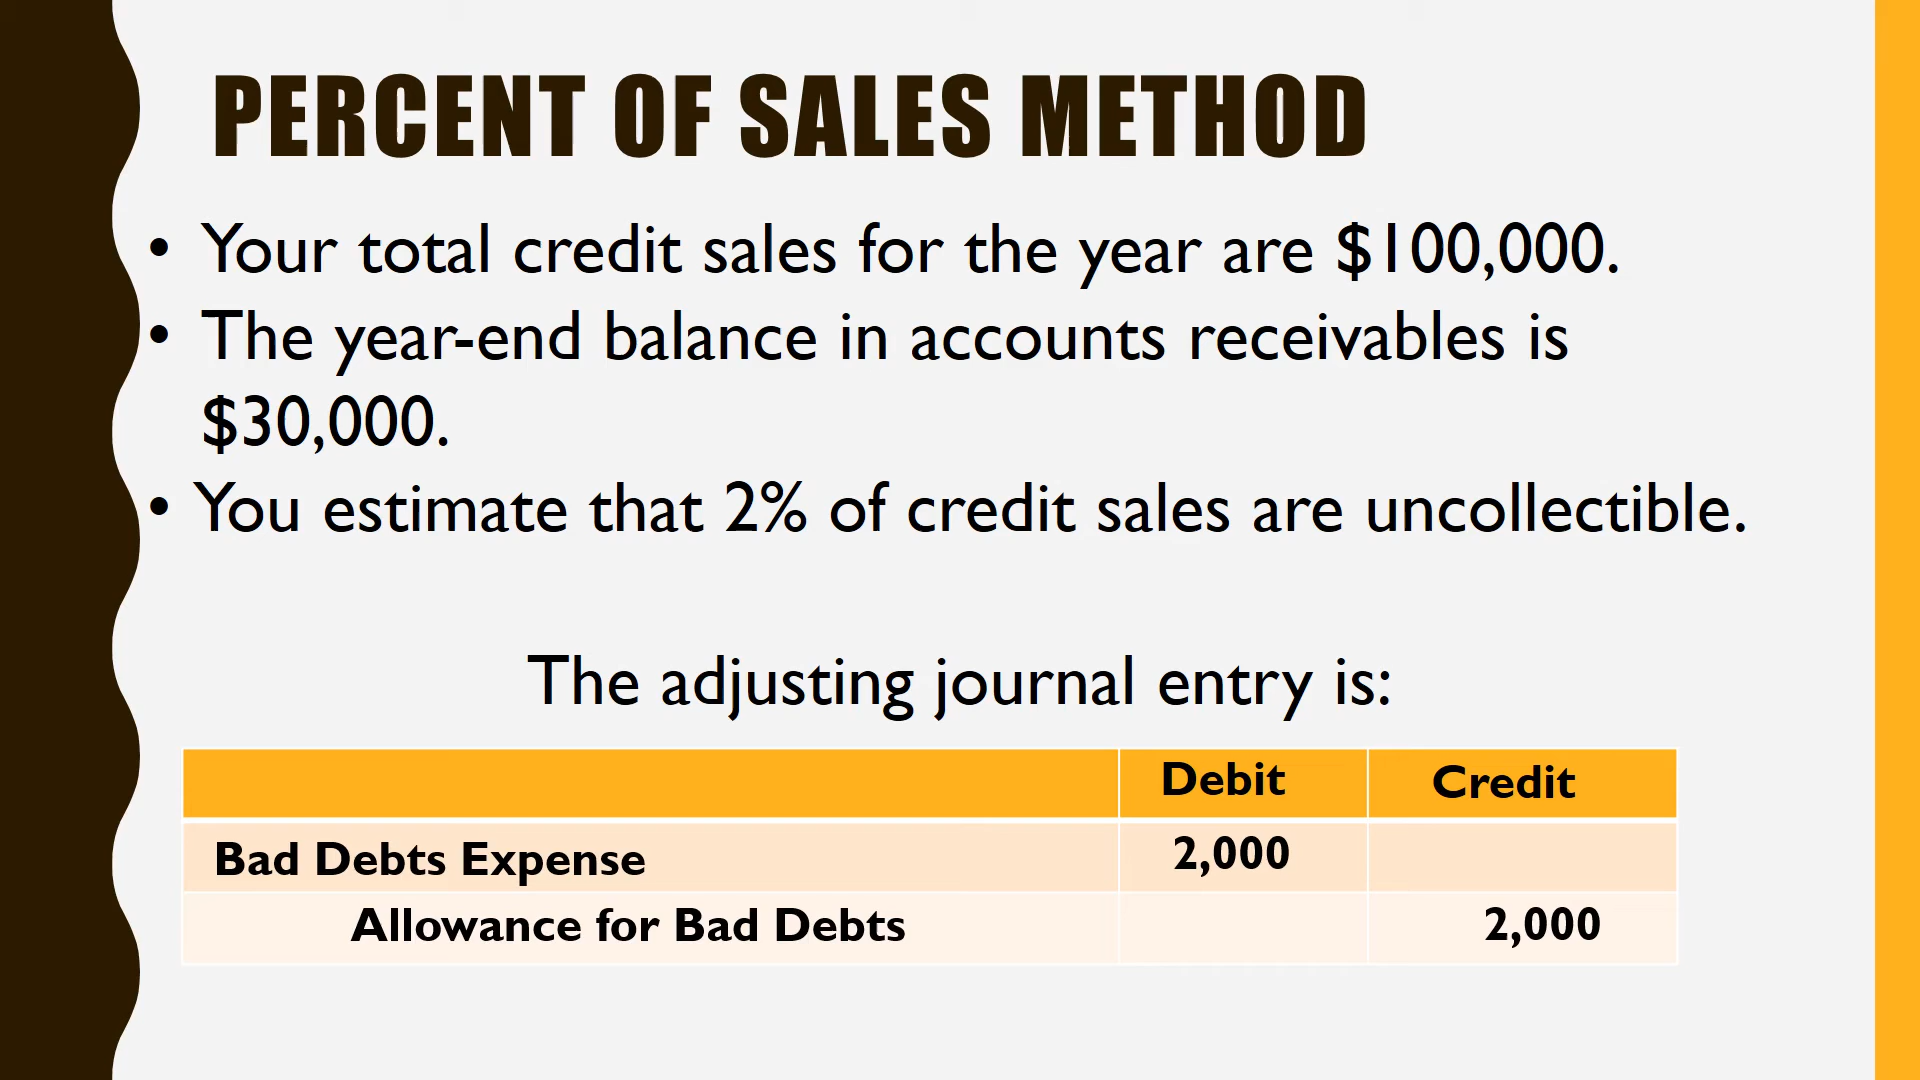 PERCENT OF SALES METHOD
• Your total credit sales for the year are $100,000.
• The year-end balance in accounts receivables is
$30,000.
• You estimate that 2% of credit sales are uncollectible.
The adjusting journal entry is:
Debit Credit
Bad Debts Expense 2,000
Allowance for Bad Debts 2,000